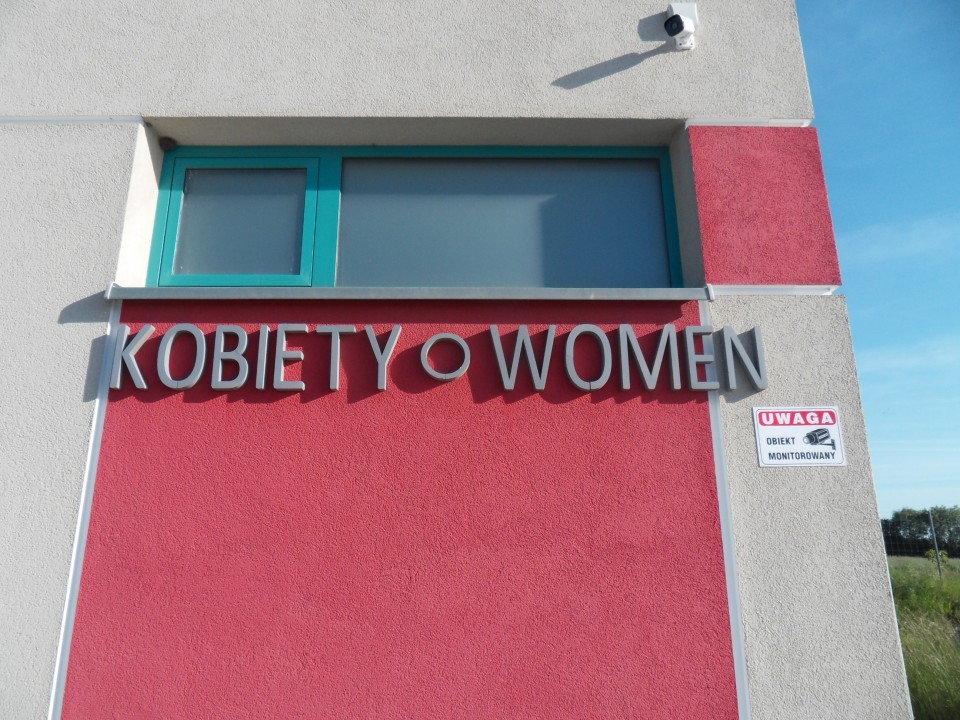 KOBIETY O WOMEN
UWAGA
OBIEKT
MONITOROWANY